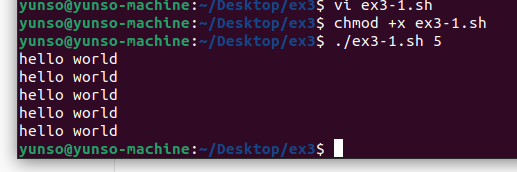 yunso@yunso-machine:~/Desktop/ex3$ vi ex3-1.sh
yunso@yunso-machine:~/Desktop/ex3$ chmod +x ex3-1.sh
yunso@yunso-machine:~/Desktop/ex3$ ./ex3-1.sh 5
hello world
hello world
hello world
hello world
hello world
yunso@yunso-machine:~/Desktop/ex3$